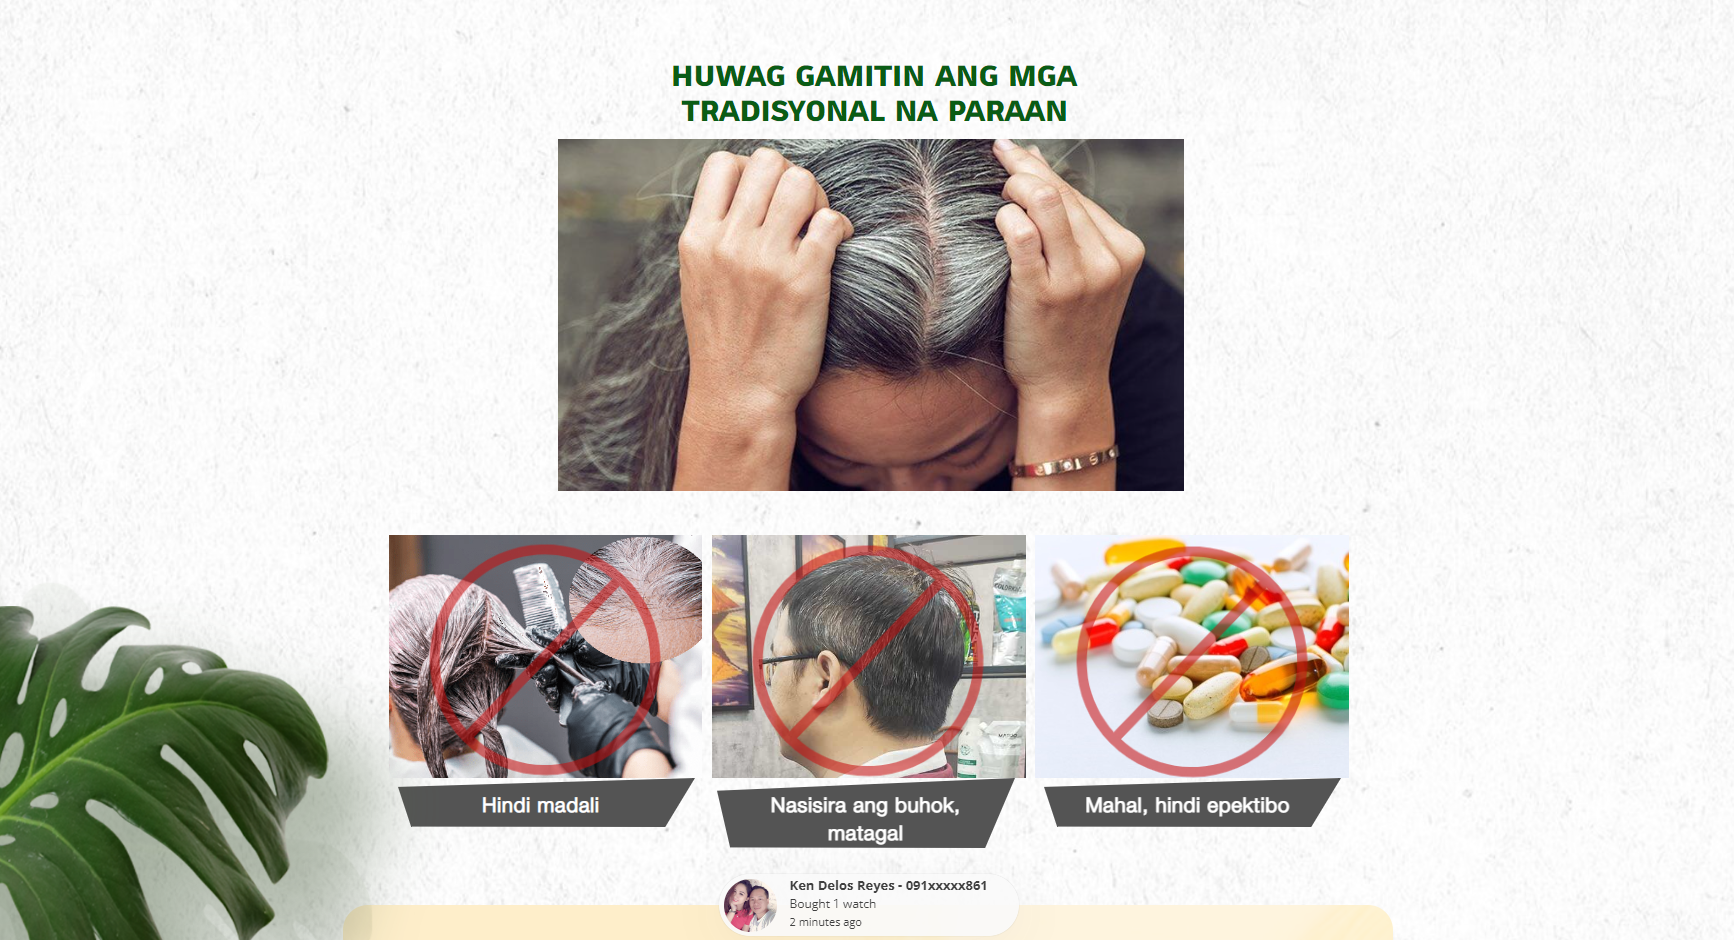 HUWAG GAMITIN ANG MGA
TRADISYONAL NA PARAAN
Hindi madali
Nasisira ang buhok,
matagal
Mahal, hindi epektibo
Ken Delos Reyes - 091xxxxx861
Bought 1 watch
2 minutes ago